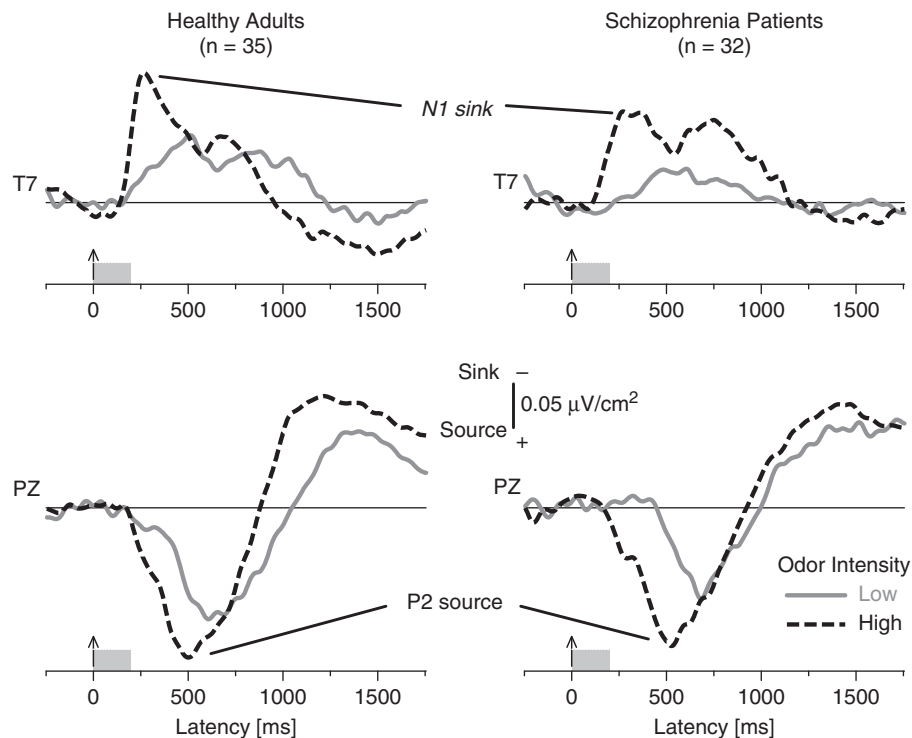 Healthy Adults
(n = 35)
Schizophrenia Patients
(n = 32)
N1 sink
T7
T7
0 500 1000 1500
0 500 1000 1500
Sink –
0.05 µV/cm²
Source +
PZ
PZ
Odor Intensity
Low
High
P2 source
0 500 1000 1500
0 500 1000 1500
Latency [ms]
Latency [ms]